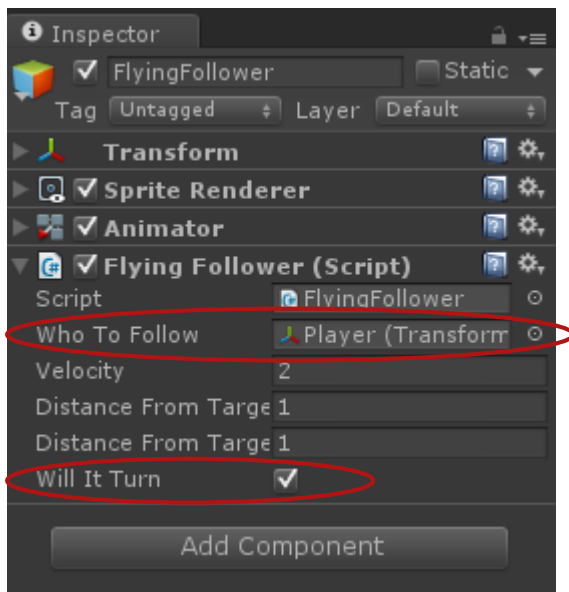 Inspector
FlyingFollower Static
Tag Untagged Layer Default
Transform
Sprite Renderer
Animator
Flying Follower (Script)
Script FlyingFollower
Who To Follow Player (Transform
Velocity 2
Distance From Targe 1
Distance From Targe 1
Will It Turn
Add Component